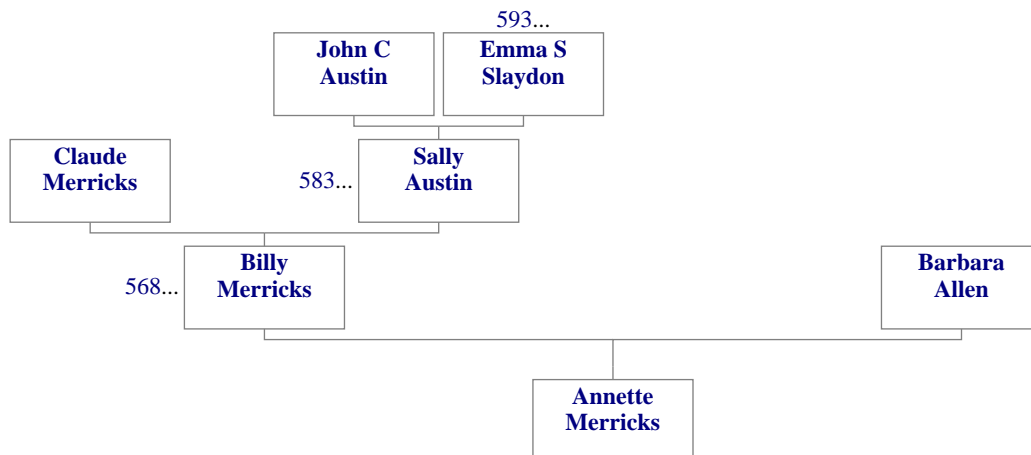 593...
John C
Austin
Emma S
Slaydon
Claude
Merricks
583...
Sally
Austin
568...
Billy
Merricks
Barbara
Allen
Annette
Merricks